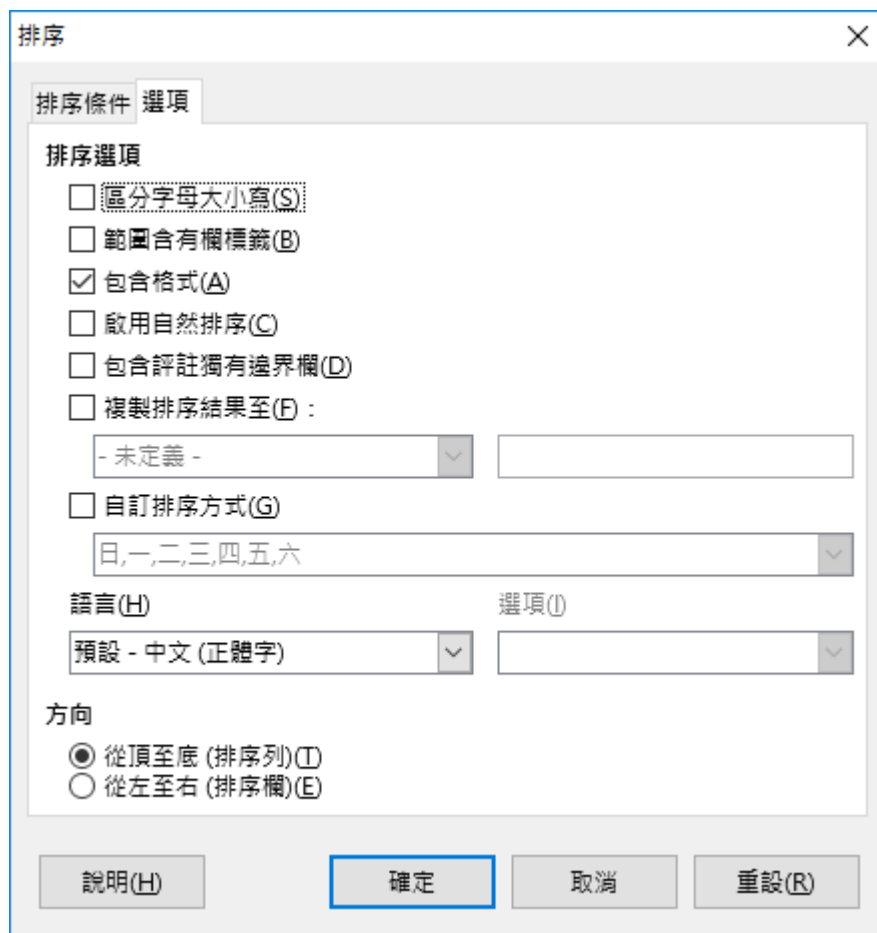 排序
排序條件 選項
排序選項
區分字母大小寫(S)
範圍含有欄標籤(B)
包含格式(A)
啟用自然排序(C)
包含評註獨有邊界欄(D)
複製排序結果至(F)：
- 未定義 -
自訂排序方式(G)
日,一,二,三,四,五,六
語言(H) 選項(I)
預設 - 中文 (正體字)
方向
從頂至底 (排序列)(T)
從左至右 (排序欄)(E)
說明(H) 確定 取消 重設(R)